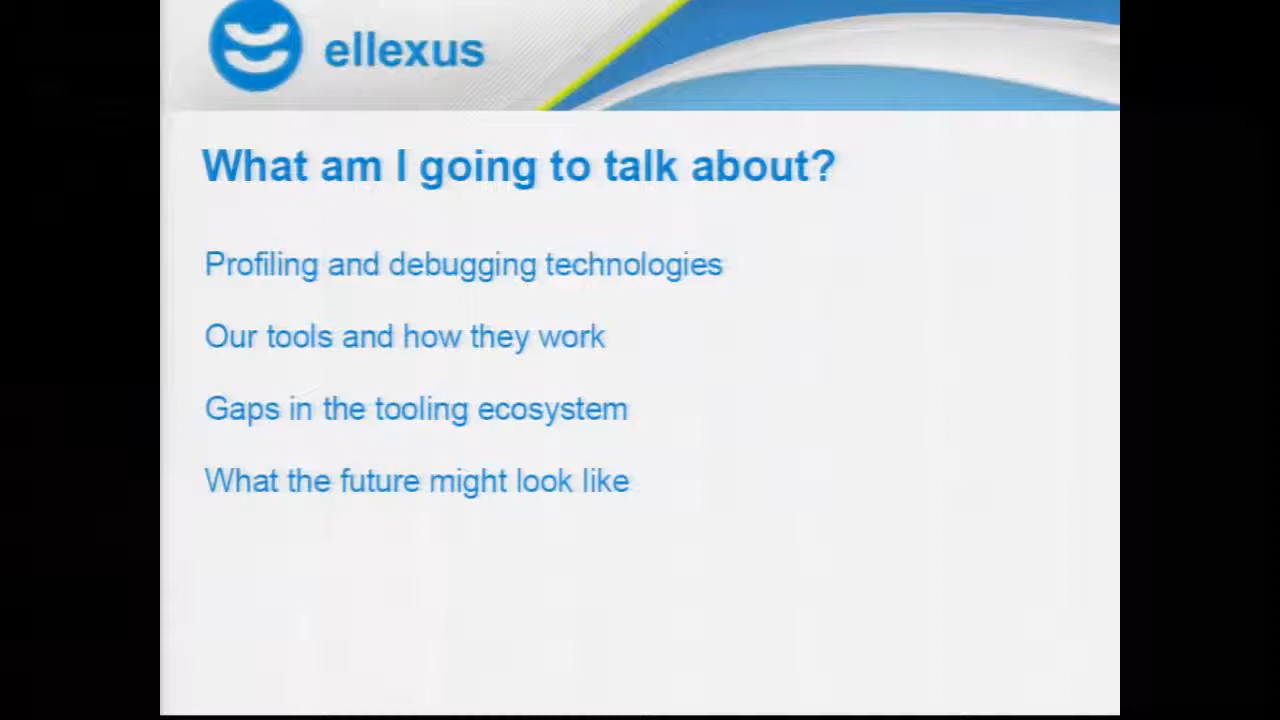 ellexus
What am I going to talk about?
Profiling and debugging technologies
Our tools and how they work
Gaps in the tooling ecosystem
What the future might look like